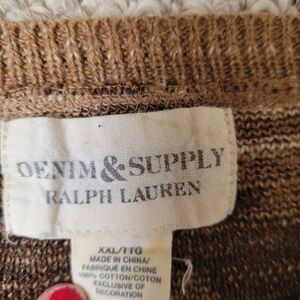 DENIM & SUPPLY
RALPH LAUREN
XXL/TTG
MADE IN CHINA/
FABRIQUÉ EN CHINE
100% COTTON/COTON
EXCLUSIVE OF
DECORATION